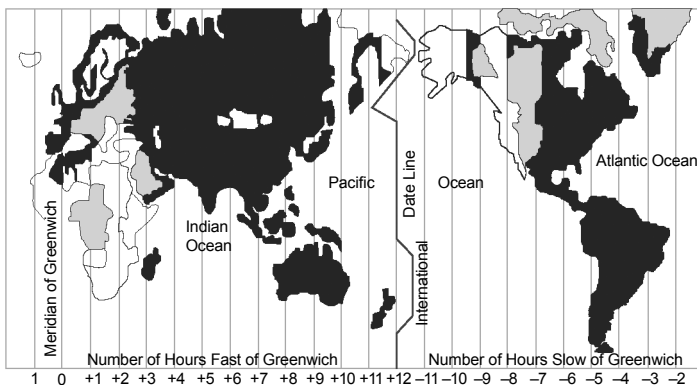 Atlantic Ocean
Pacific
Ocean
Indian
Ocean
Meridian of Greenwich
Date Line
International
Number of Hours Fast of Greenwich
Number of Hours Slow of Greenwich
1 0 +1 +2 +3 +4 +5 +6 +7 +8 +9 +10 +11 +12 –11 –10 –9 –8 –7 –6 –5 –4 –3 –2